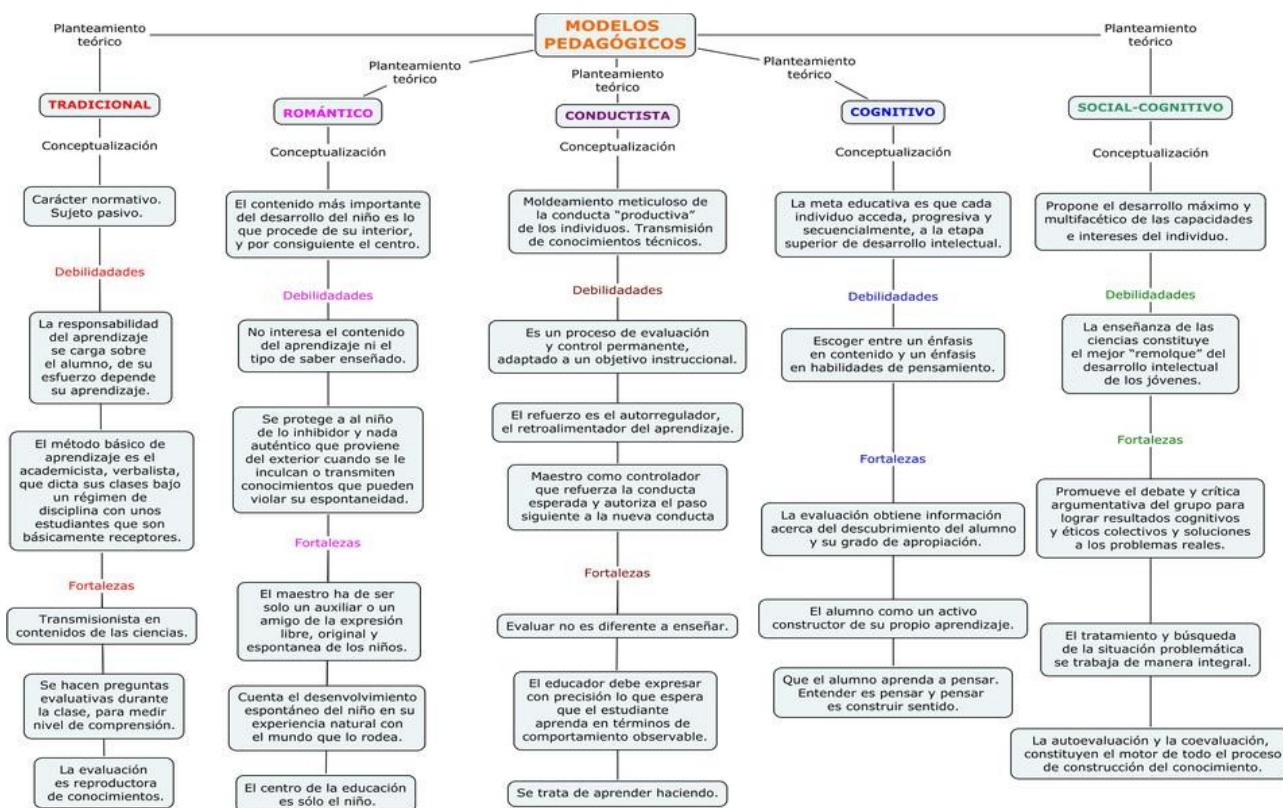 MODELOS
PEDAGÓGICOS
Planteamiento
teórico
TRADICIONAL
Conceptualización
Carácter normativo.
Sujeto pasivo.
Debilidadades
La responsabilidad
del aprendizaje
se carga sobre
el alumno, de su
esfuerzo depende
su aprendizaje.
El método básico de
aprendizaje es el
academicista, verbalista,
que dicta sus clases bajo
un régimen de
disciplina con unos
estudiantes que son
básicamente receptores.
Fortalezas
Transmisionista en
contenidos de las ciencias.
Se hacen preguntas
evaluativas durante
la clase, para medir
nivel de comprensión.
La evaluación
es reproductora
de conocimientos.
Planteamiento
teórico
ROMÁNTICO
Conceptualización
El contenido más importante
del desarrollo del niño es lo
que procede de su interior,
y por consiguiente el centro.
Debilidadades
No interesa el contenido
del aprendizaje ni el
tipo de saber enseñado.
Se protege a al niño
de lo inhibidor y nada
auténtico que proviene
del exterior cuando se le
inculcan o transmiten
conocimientos que pueden
violar su espontaneidad.
Fortalezas
El maestro ha de ser
solo un auxiliar o un
amigo de la expresión
libre, original y
espontanea de los niños.
Cuenta el desenvolvimiento
espontáneo del niño en su
experiencia natural con
el mundo que lo rodea.
El centro de la educación
es sólo el niño.
Planteamiento
teórico
CONDUCTISTA
Conceptualización
Moldeamiento meticuloso de
la conducta “productiva”
de los individuos. Transmisión
de conocimientos técnicos.
Debilidadades
Es un proceso de evaluación
y control permanente,
adaptado a un objetivo instruccional.
El refuerzo es el autorregulador,
el retroalimentador del aprendizaje.
Maestro como controlador
que refuerza la conducta
esperada y autoriza el paso
siguiente a la nueva conducta
Fortalezas
Evaluar no es diferente a enseñar.
El educador debe expresar
con precisión lo que espera
que el estudiante
aprenda en términos de
comportamiento observable.
Se trata de aprender haciendo.
Planteamiento
teórico
COGNITIVO
Conceptualización
La meta educativa es que cada
individuo acceda, progresiva y
secuencialmente, a la etapa
superior de desarrollo intelectual.
Debilidadades
Escoger entre un énfasis
en contenido y un énfasis
en habilidades de pensamiento.
Fortalezas
La evaluación obtiene información
acerca del descubrimiento del alumno
y su grado de apropiación.
El alumno como un activo
constructor de su propio aprendizaje.
Que el alumno aprenda a pensar.
Entender es pensar y pensar
es construir sentido.
Planteamiento
teórico
SOCIAL-COGNITIVO
Conceptualización
Propone el desarrollo máximo y
multifacético de las capacidades
e intereses del individuo.
Debilidadades
La enseñanza de las
ciencias constituye
el mejor “remolque” del
desarrollo intelectual
de los jóvenes.
Fortalezas
Promueve el debate y crítica
argumentativa del grupo para
lograr resultados cognitivos
y éticos colectivos y soluciones
a los problemas reales.
El tratamiento y búsqueda
de la situación problemática
se trabaja de manera integral.
La autoevaluación y la coevaluación,
constituyen el motor de todo el proceso
de construcción del conocimiento.